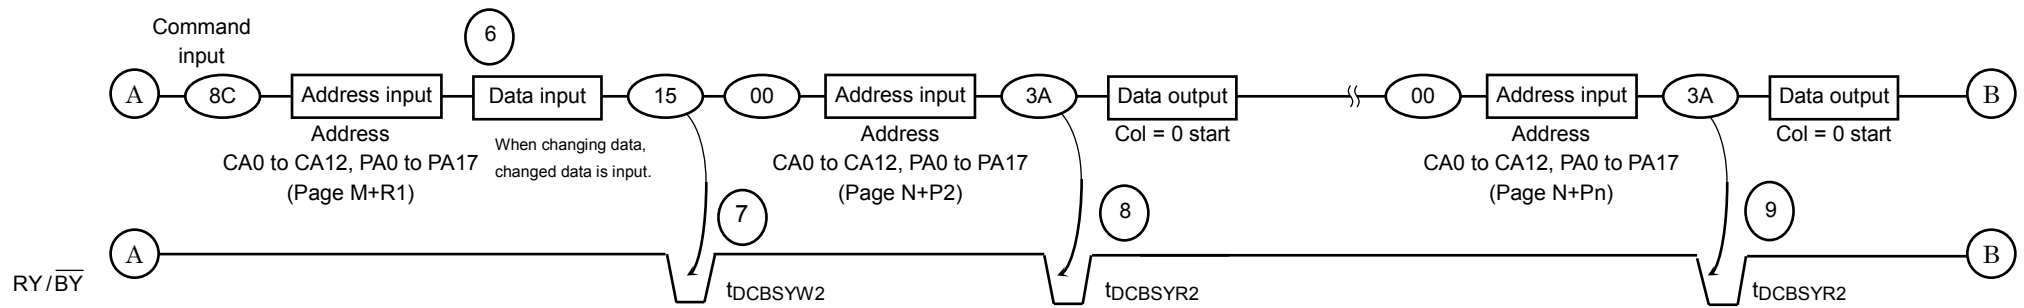 Command
input
6
A 8C Address input Data input 15 00 Address input 3A Data output 00 Address input 3A Data output B
Address
CA0 to CA12, PA0 to PA17
(Page M+R1)
When changing data,
changed data is input.
Address
CA0 to CA12, PA0 to PA17
(Page N+P2)
Col = 0 start
Address
CA0 to CA12, PA0 to PA17
(Page N+Pn)
Col = 0 start
7
8
9
A B
RY/BY
tDCBSYW2
tDCBSYR2
tDCBSYR2